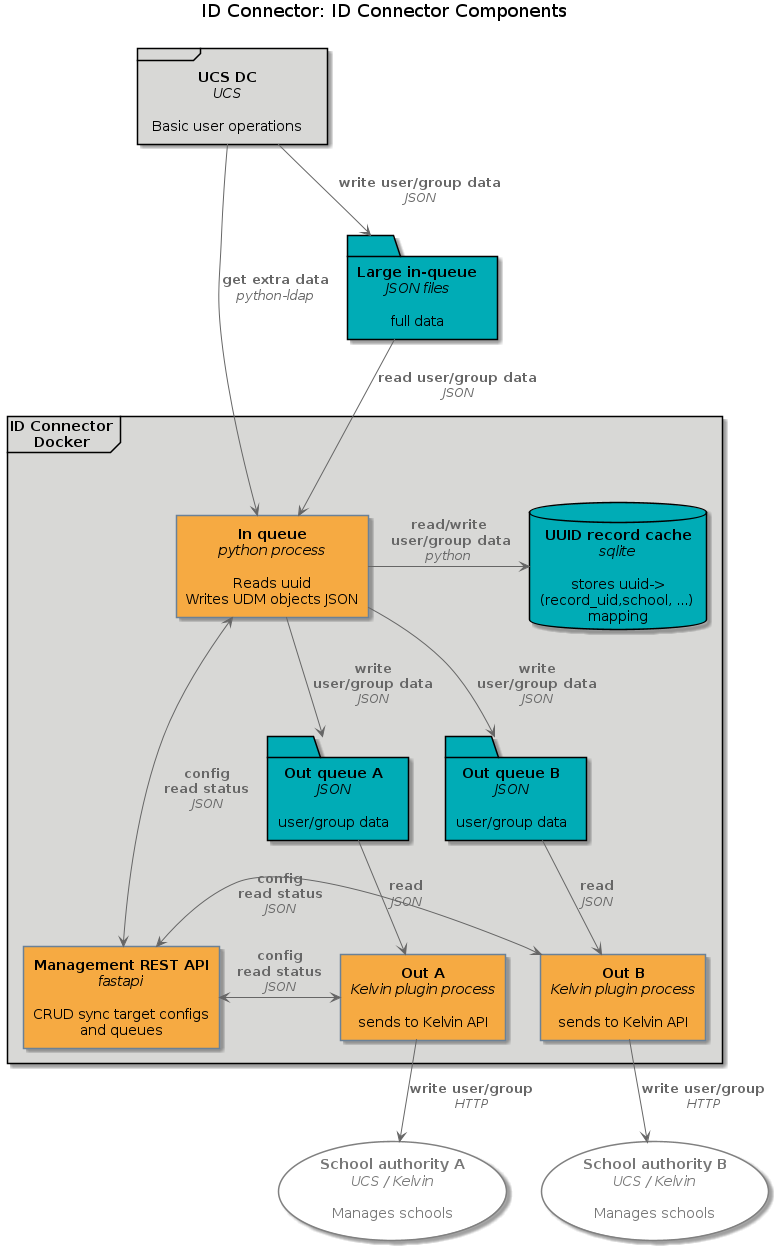 ID Connector: ID Connector Components
UCS DC
UCS
Basic user operations
write user/group data
JSON
get extra data
python-ldap
Large in-queue
JSON files
full data
read user/group data
JSON
ID Connector
Docker
In queue
python process
Reads uuid
Writes UDM objects JSON
read/write
user/group data
python
UUID record cache
sqlite
stores uuid->
(record_uid,school, ...)
mapping
write
user/group data
JSON
write
user/group data
JSON
config
read status
JSON
Out queue A
JSON
user/group data
Out queue B
JSON
user/group data
config
read status
JSON
read
JSON
read
JSON
Management REST API
fastapi
CRUD sync target configs
and queues
config
read status
JSON
Out A
Kelvin plugin process
sends to Kelvin API
Out B
Kelvin plugin process
sends to Kelvin API
write user/group
HTTP
write user/group
HTTP
School authority A
UCS / Kelvin
Manages schools
School authority B
UCS / Kelvin
Manages schools